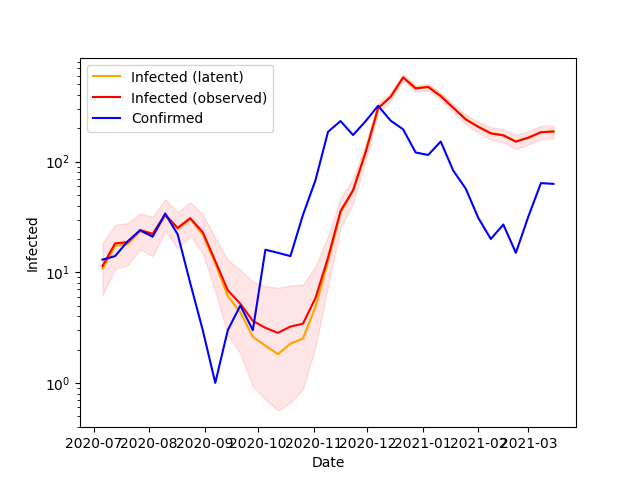 Infected (latent)
Infected (observed)
Confirmed
Infected
10²
10¹
10⁰
2020-07 2020-08 2020-09 2020-10 2020-11 2020-12 2021-01 2021-02 2021-03
Date